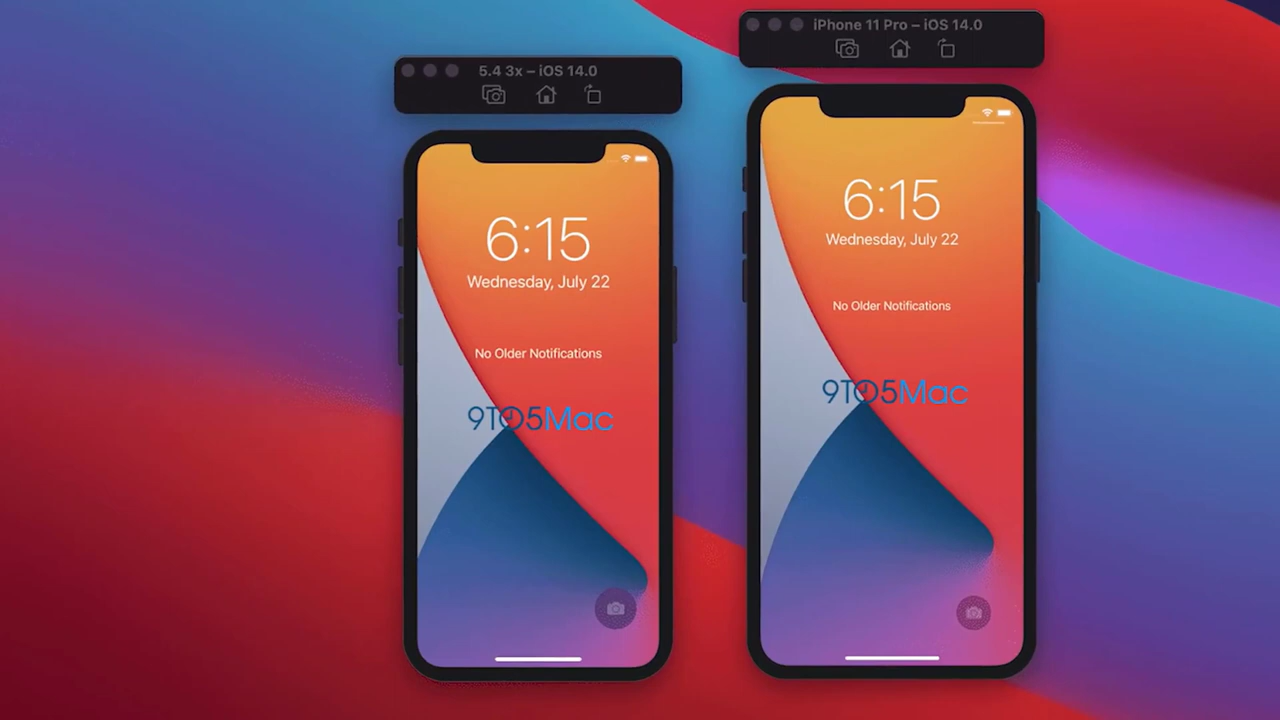 5.4 3x – iOS 14.0
6:15
Wednesday, July 22
No Older Notifications
9TO5Mac
iPhone 11 Pro – iOS 14.0
6:15
Wednesday, July 22
No Older Notifications
9TO5Mac